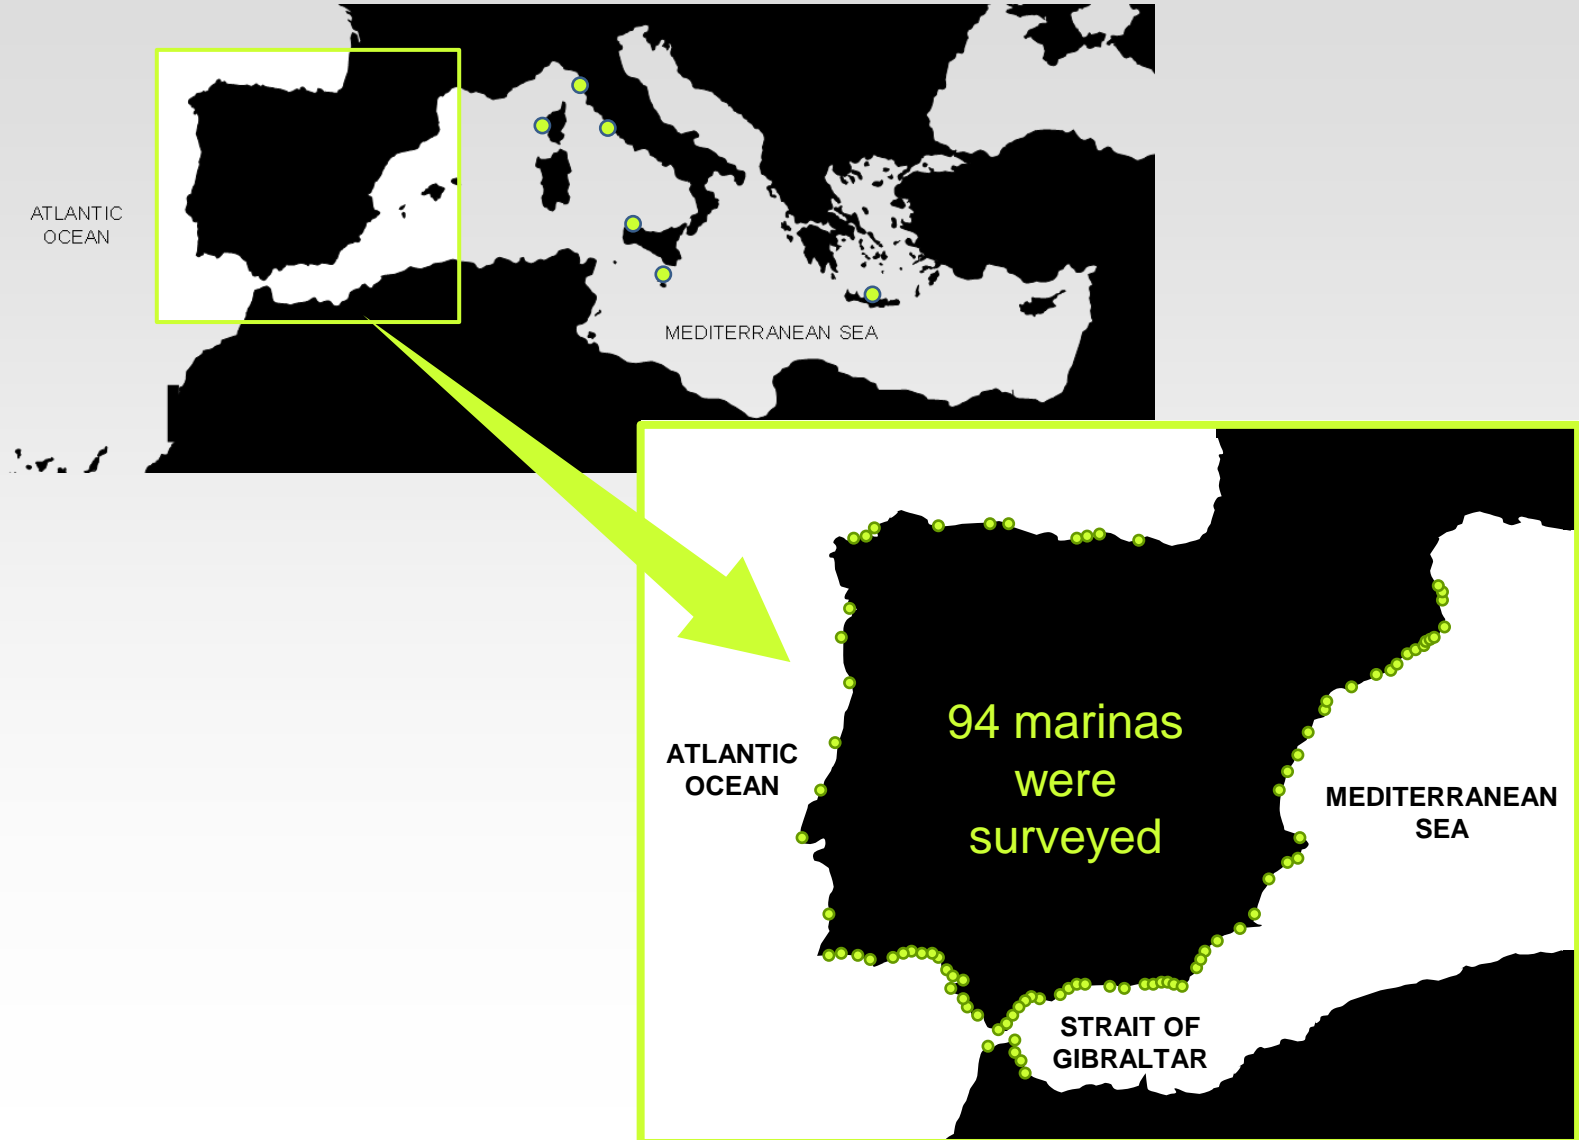 ATLANTIC
OCEAN
MEDITERRANEAN SEA
94 marinas
were
surveyed
ATLANTIC
OCEAN
MEDITERRANEAN
SEA
STRAIT OF
GIBRALTAR